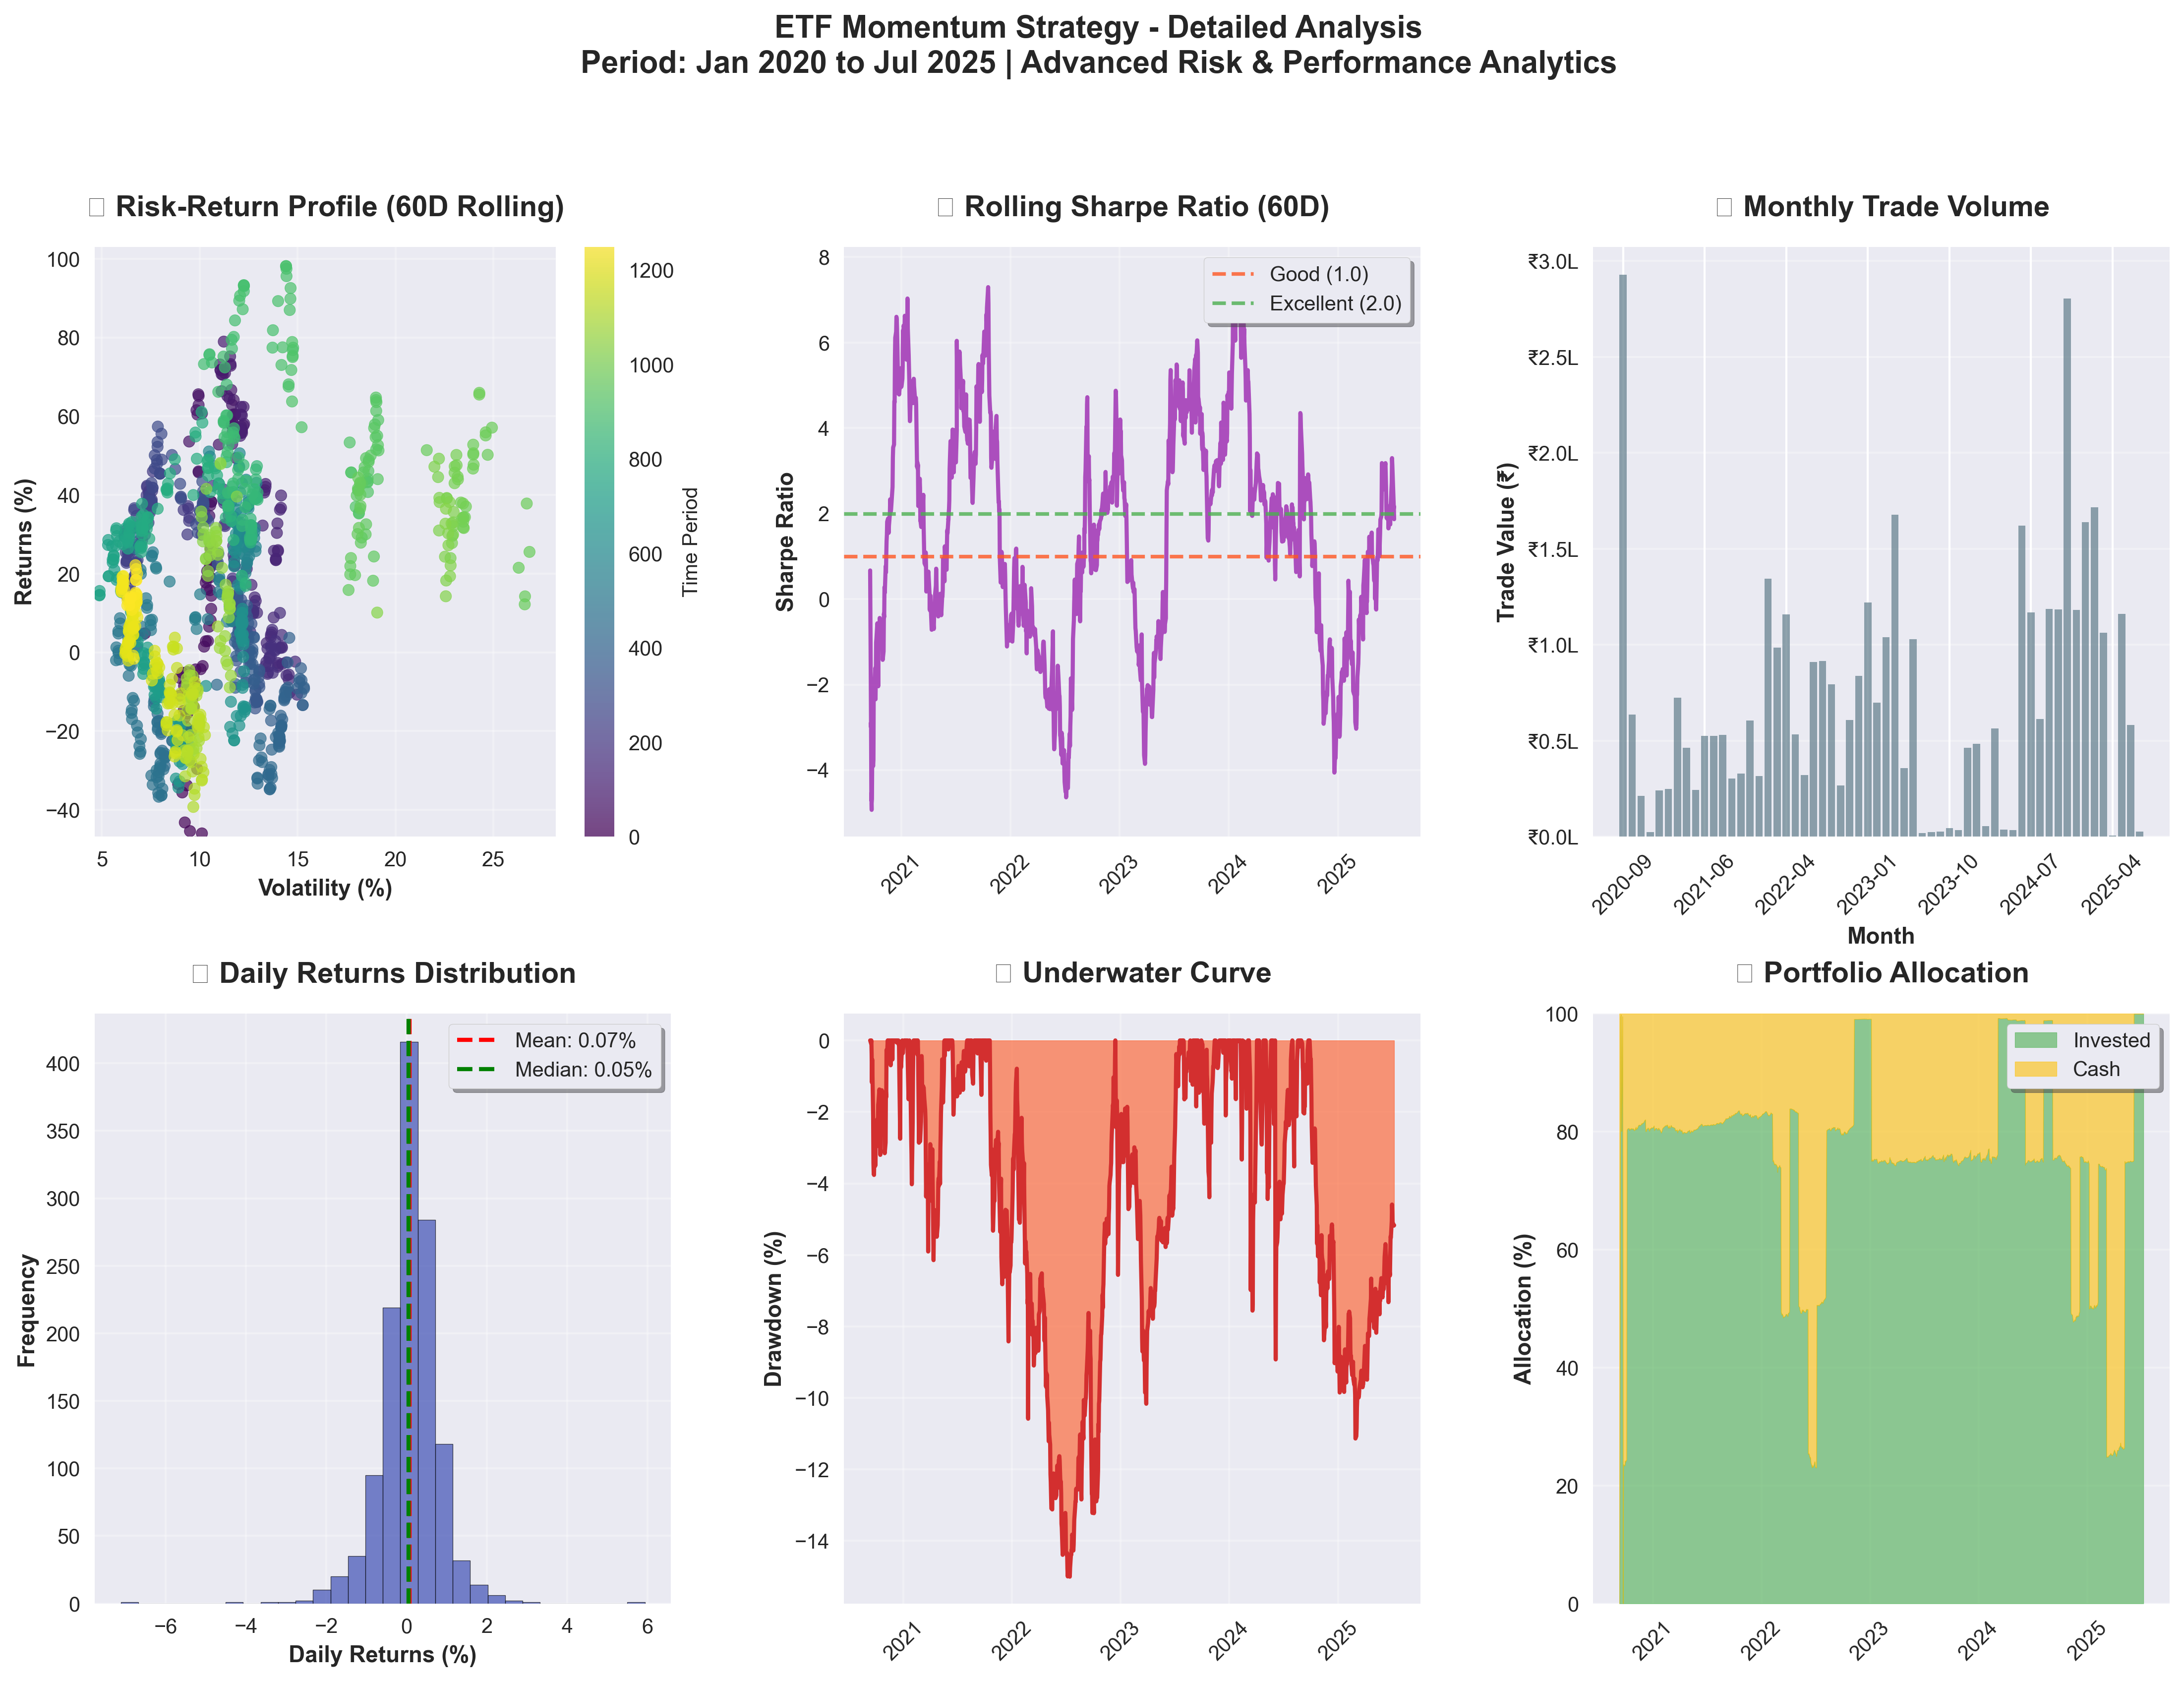 ETF Momentum Strategy - Detailed Analysis
Period: Jan 2020 to Jul 2025 | Advanced Risk & Performance Analytics
Risk-Return Profile (60D Rolling)
100
80
60
40
20
0
−20
−40
Returns (%)
5
10
15
20
25
Volatility (%)
1200
1000
800
600
400
200
0
Time Period
Rolling Sharpe Ratio (60D)
8
6
4
2
0
−2
−4
Sharpe Ratio
Good (1.0)
Excellent (2.0)
2021
2022
2023
2024
2025
Monthly Trade Volume
₹3.0L
₹2.5L
₹2.0L
₹1.5L
₹1.0L
₹0.5L
₹0.0L
Trade Value (₹)
2020-09
2021-06
2022-04
2023-01
2023-10
2024-07
2025-04
Month
Daily Returns Distribution
400
350
300
250
200
150
100
50
0
Frequency
Mean: 0.07%
Median: 0.05%
−6
−4
−2
0
2
4
6
Daily Returns (%)
Underwater Curve
0
−2
−4
−6
−8
−10
−12
−14
Drawdown (%)
2021
2022
2023
2024
2025
Portfolio Allocation
100
80
60
40
20
0
Allocation (%)
Invested
Cash
2021
2022
2023
2024
2025